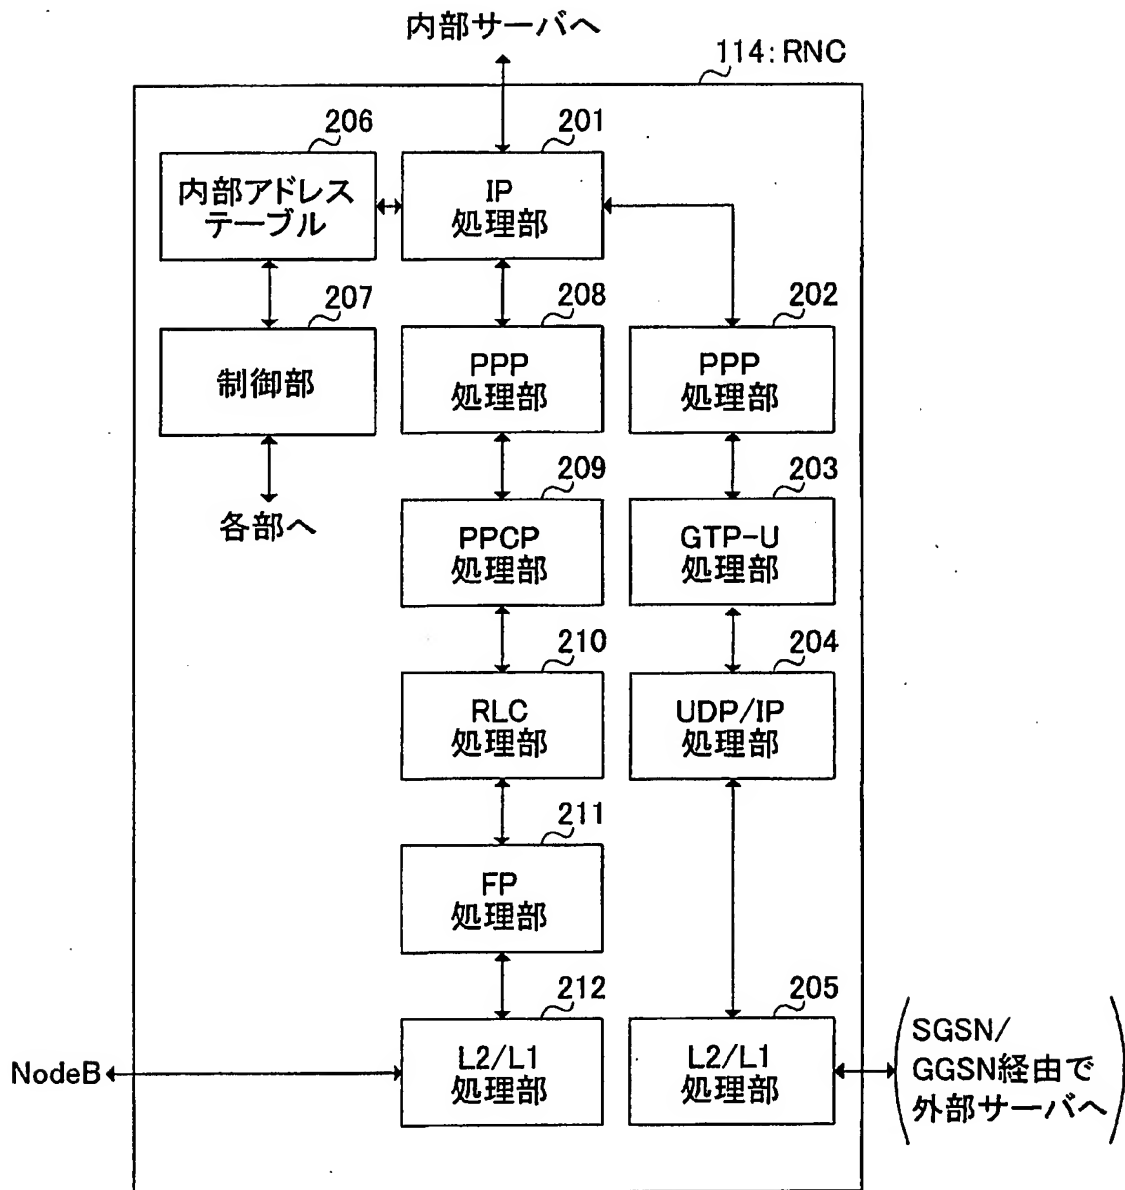 内部サーバへ
114: RNC
206
201
内部アドレス
テーブル
IP
処理部
207
208
202
制御部
PPP
処理部
PPP
処理部
209
203
各部へ
PPCP
処理部
GTP-U
処理部
210
204
RLC
処理部
UDP/IP
処理部
211
FP
処理部
212
205
NodeB
L2/L1
処理部
L2/L1
処理部
SGSN/
GGSN経由で
外部サーバへ